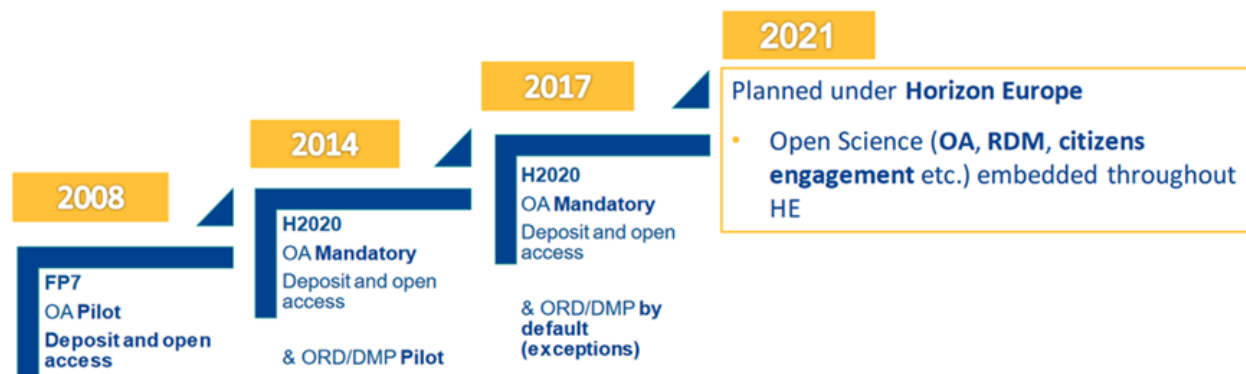 2008
FP7
OA Pilot
Deposit and open
access
2014
H2020
OA Mandatory
Deposit and open
access
& ORD/DMP Pilot
2017
H2020
OA Mandatory
Deposit and open
access
& ORD/DMP by
default
(exceptions)
2021
Planned under Horizon Europe
• Open Science (OA, RDM, citizens
engagement etc.) embedded throughout
HE